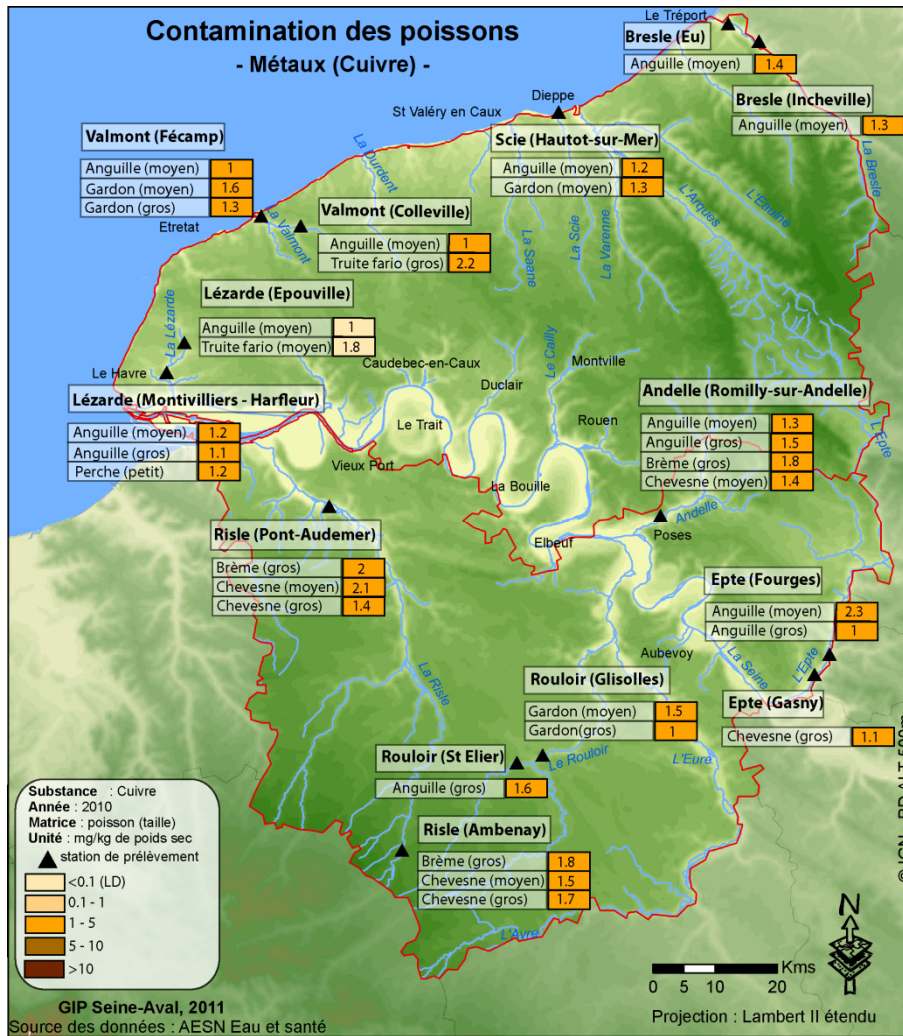 Contamination des poissons
- Métaux (Cuivre) -
Le Tréport
Bresle (Eu)
Anguille (moyen) 1.4
Bresle (Incheville)
Anguille (moyen) 1.3
La Bresle
Dieppe
St Valéry en Caux
Scie (Hautot-sur-Mer)
Anguille (moyen) 1.2
Gardon (moyen) 1.3
Valmont (Fécamp)
Anguille (moyen) 1
Gardon (moyen) 1.6
Gardon (gros) 1.3
Etretat
La Valmont
La Durdent
Valmont (Colleville)
Anguille (moyen) 1
Truite fario (gros) 2.2
La Saane
La Scie
La Varenne
L'Arques
L'Eaulne
Lézarde (Epouville)
Anguille (moyen) 1
Truite fario (moyen) 1.8
La Lézarde
Le Havre
Lézarde (Montivilliers - Harfleur)
Anguille (moyen) 1.2
Anguille (gros) 1.1
Perche (petit) 1.2
Caudebec-en-Caux
Duclair
Le Cailly
Montville
Le Trait
Rouen
Vieux Port
La Bouille
Elbeuf
Andelle (Romilly-sur-Andelle)
Anguille (moyen) 1.3
Anguille (gros) 1.5
Brème (gros) 1.8
Chevesne (moyen) 1.4
L'Epte
Andelle
Poses
Risle (Pont-Audemer)
Brème (gros) 2
Chevesne (moyen) 2.1
Chevesne (gros) 1.4
La Risle
Epte (Fourges)
Anguille (moyen) 2.3
Anguille (gros) 1
Aubevoy
La Seine
L'Epte
Epte (Gasny)
Chevesne (gros) 1.1
Rouloir (Glisolles)
Gardon (moyen) 1.5
Gardon(gros) 1
L'Eure
Rouloir (St Elier)
Anguille (gros) 1.6
Le Rouloir
Risle (Ambenay)
Brème (gros) 1.8
Chevesne (moyen) 1.5
Chevesne (gros) 1.7
L'Avre
Substance : Cuivre
Année : 2010
Matrice : poisson (taille)
Unité : mg/kg de poids sec
station de prélèvement
<0.1 (LD)
0.1 - 1
1 - 5
5 - 10
>10
GIP Seine-Aval, 2011
Source des données : AESN Eau et santé
N
Kms
0 5 10 20
Projection : Lambert II étendu